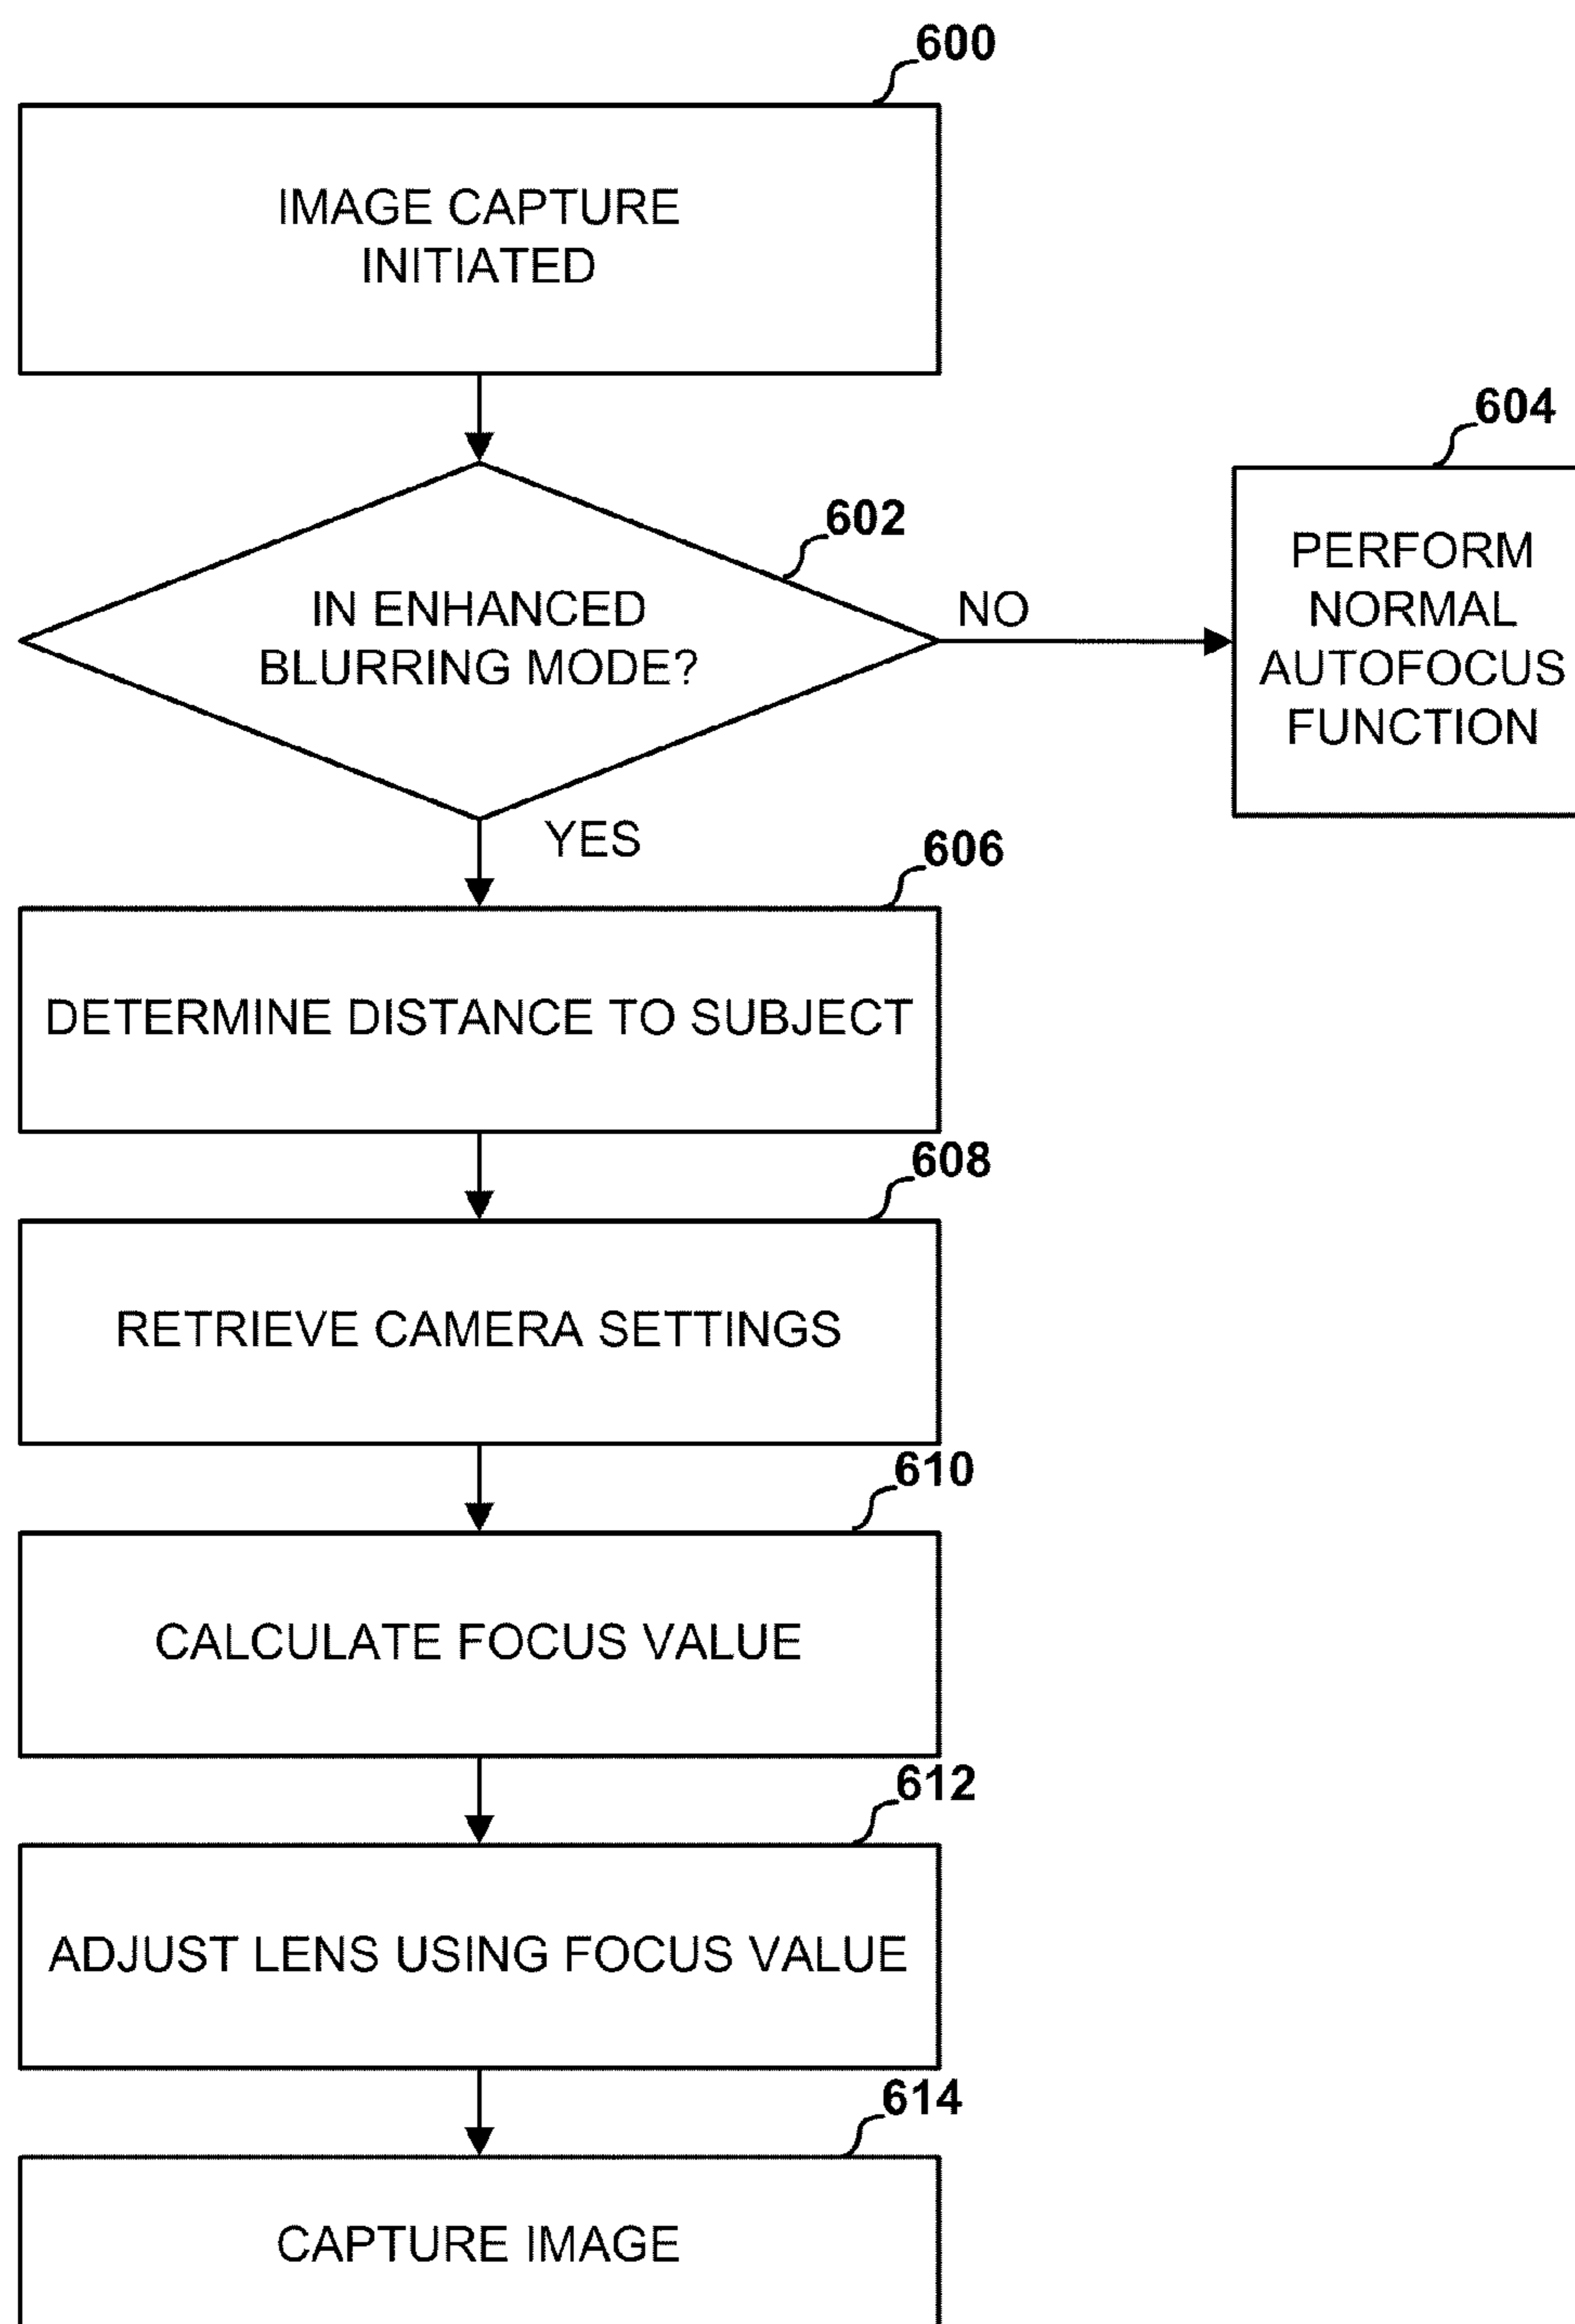 600
IMAGE CAPTURE
INITIATED
602
IN ENHANCED
BLURRING MODE?
NO
604
PERFORM
NORMAL
AUTOFOCUS
FUNCTION
YES
606
DETERMINE DISTANCE TO SUBJECT
608
RETRIEVE CAMERA SETTINGS
610
CALCULATE FOCUS VALUE
612
ADJUST LENS USING FOCUS VALUE
614
CAPTURE IMAGE